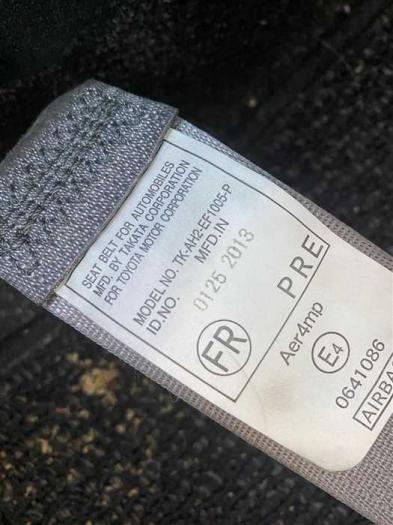 SEAT BELT FOR AUTOMOBILES
MFD. BY TAKATA CORPORATION
FOR TOYOTA MOTOR CORPORATION
MODEL NO. TK-AH2-EF1005-P
ID.NO. MFD.IN
0125 2013
FR PRE
Aer4mp
E4
0641086
AIRBA